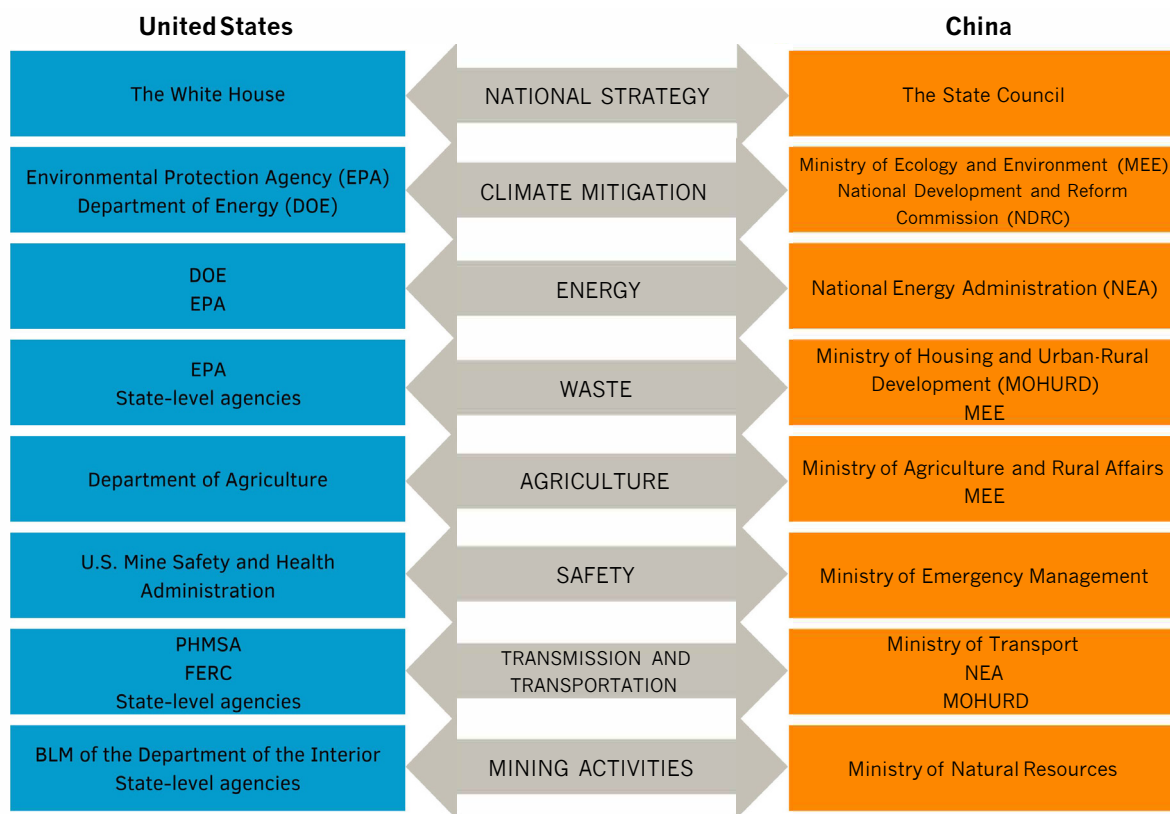 United States
China
The White House
NATIONAL STRATEGY
The State Council
Environmental Protection Agency (EPA)
Department of Energy (DOE)
CLIMATE MITIGATION
Ministry of Ecology and Environment (MEE)
National Development and Reform
Commission (NDRC)
DOE
EPA
ENERGY
National Energy Administration (NEA)
EPA
State-level agencies
WASTE
Ministry of Housing and Urban-Rural
Development (MOHURD)
MEE
Department of Agriculture
AGRICULTURE
Ministry of Agriculture and Rural Affairs
MEE
U.S. Mine Safety and Health
Administration
SAFETY
Ministry of Emergency Management
PHMSA
FERC
State-level agencies
TRANSMISSION AND
TRANSPORTATION
Ministry of Transport
NEA
MOHURD
BLM of the Department of the Interior
State-level agencies
MINING ACTIVITIES
Ministry of Natural Resources